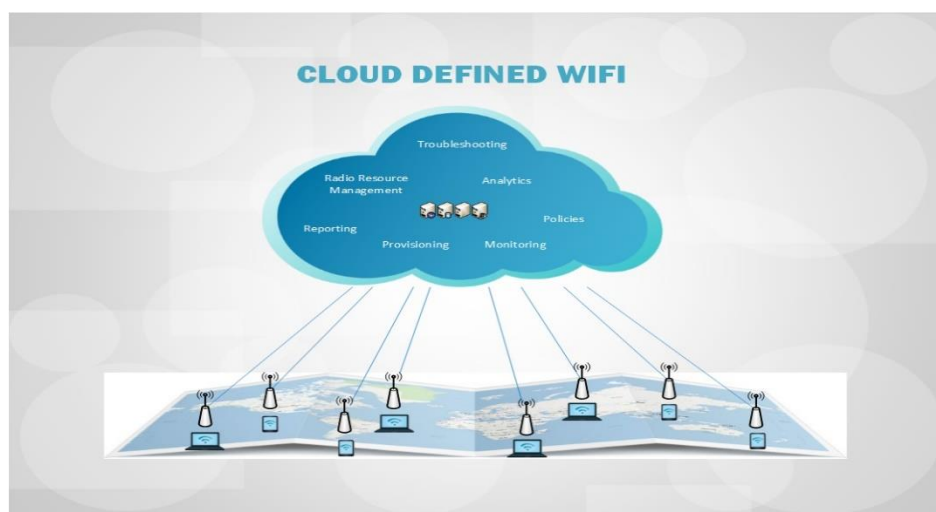 CLOUD DEFINED WIFI
Troubleshooting
Radio Resource
Management
Analytics
Policies
Reporting
Provisioning
Monitoring